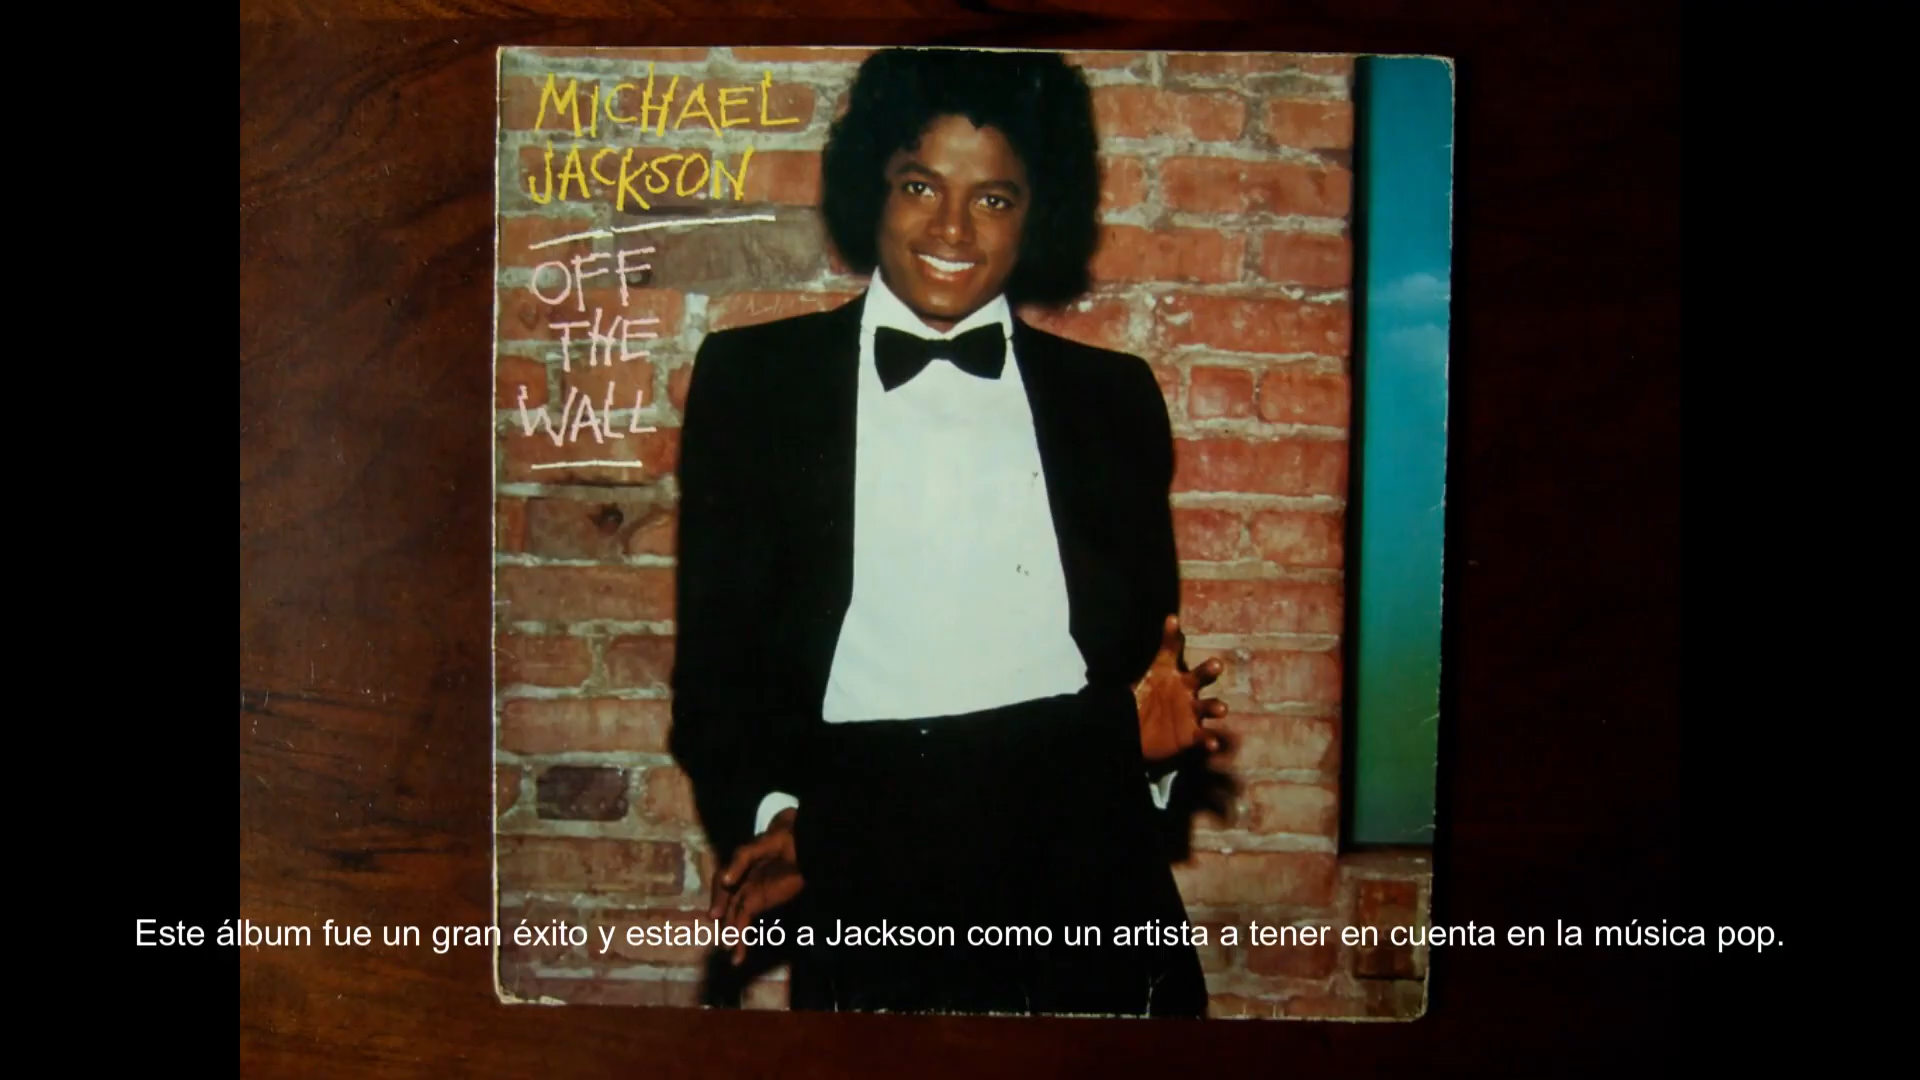 MICHAEL
JACKSON
OFF
THE
WALL
Este álbum fue un gran éxito y estableció a Jackson como un artista a tener en cuenta en la música pop.